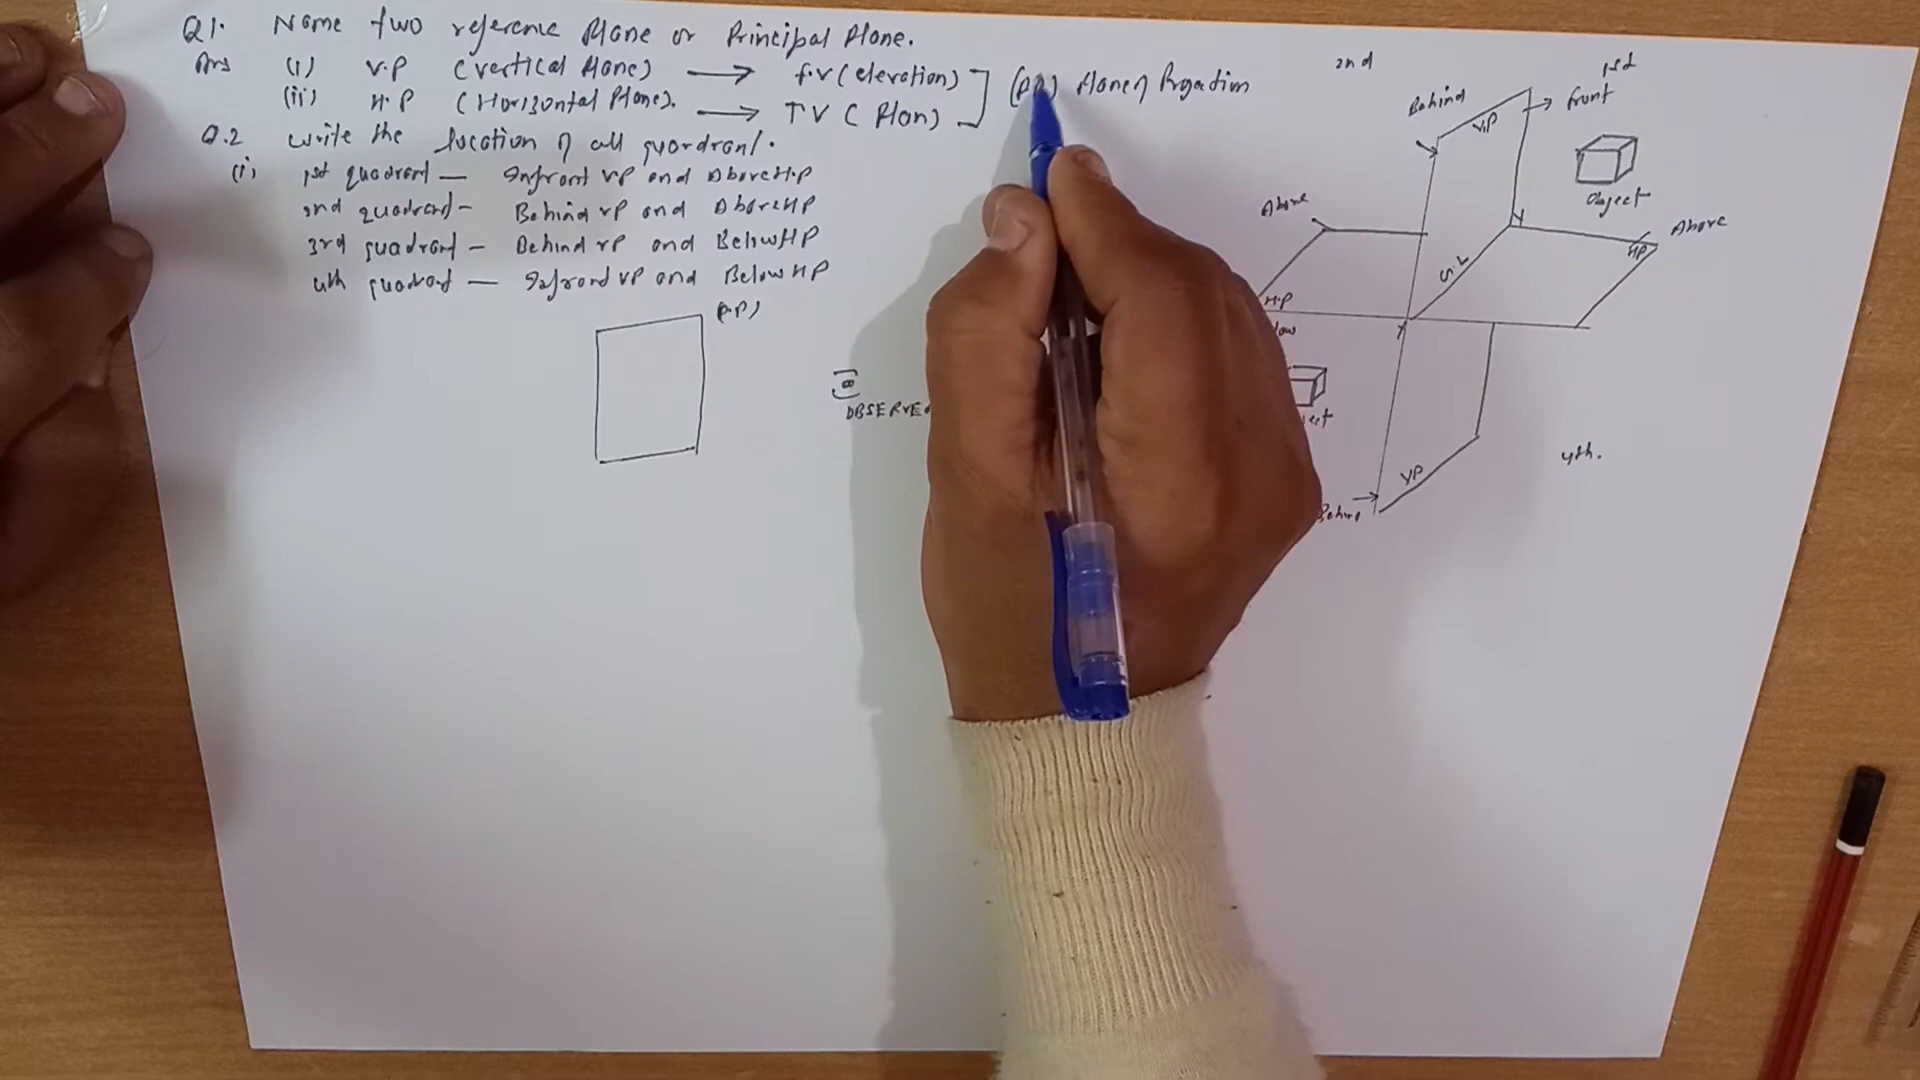 Q1. Name two reference Plane or Principal Plane.
Ans (i) V.P (vertical Plane) → f.v (elevation)
(ii) H.P (Horizontal Plane). → TV (Plan)
(PP) Plane of Projection
Q.2 write the location of all quardrant.
(i) 1st quadrant — Infront VP and Above H.P
2nd quadrant - Behind VP and Above HP
3rd quadrant - Behind VP and Below HP
4th quadrant — Infront VP and Below HP
(P.P)
OBSERVE
2nd
1st
Behind
front
V.P
Object
Above
Above
HP
H.P
X
Y
VP
4th.